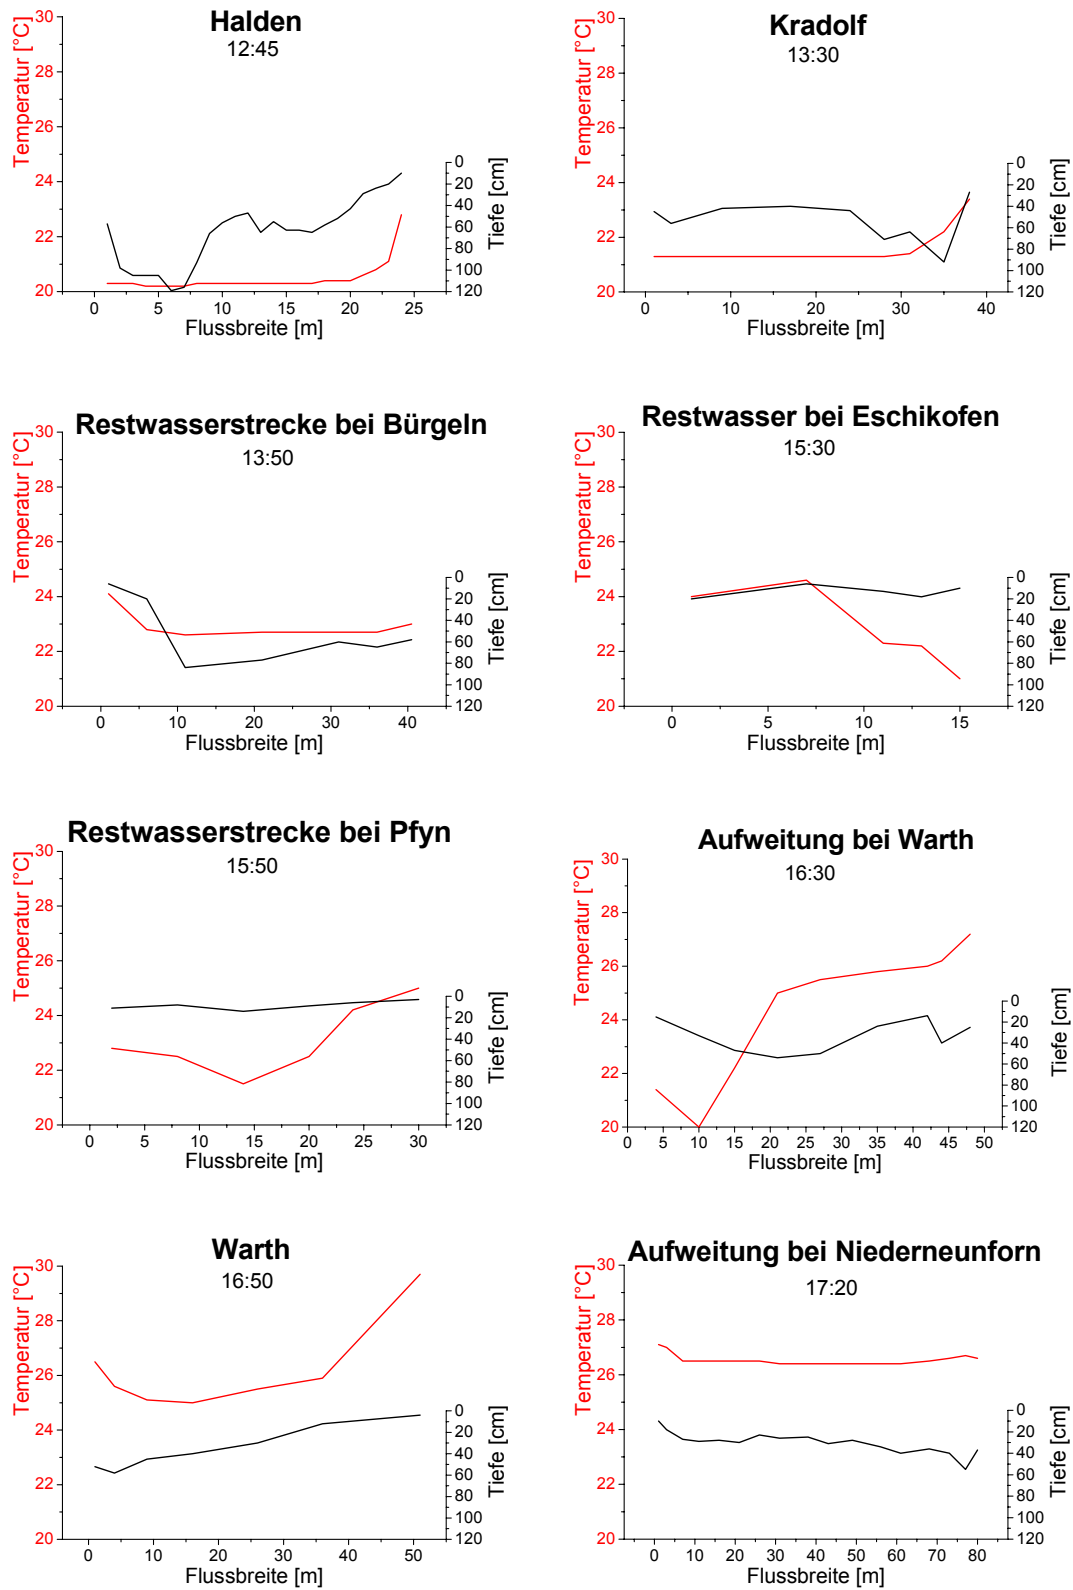 Halden
12:45
Temperatur [°C]
30
28
26
24
22
20
0
20
40
60
80
100
120
Tiefe [cm]
0 5 10 15 20 25
Flussbreite [m]
Kradolf
13:30
Temperatur [°C]
30
28
26
24
22
20
0
20
40
60
80
100
120
Tiefe [cm]
0 10 20 30 40
Flussbreite [m]
Restwasserstrecke bei Bürgeln
13:50
Temperatur [°C]
30
28
26
24
22
20
0
20
40
60
80
100
120
Tiefe [cm]
0 10 20 30 40
Flussbreite [m]
Restwasser bei Eschikofen
15:30
Temperatur [°C]
30
28
26
24
22
20
0
20
40
60
80
100
120
Tiefe [cm]
0 5 10 15
Flussbreite [m]
Restwasserstrecke bei Pfyn
15:50
Temperatur [°C]
30
28
26
24
22
20
0
20
40
60
80
100
120
Tiefe [cm]
0 5 10 15 20 25 30
Flussbreite [m]
Aufweitung bei Warth
16:30
Temperatur [°C]
30
28
26
24
22
20
0
20
40
60
80
100
120
Tiefe [cm]
0 5 10 15 20 25 30 35 40 45 50
Flussbreite [m]
Warth
16:50
Temperatur [°C]
30
28
26
24
22
20
0
20
40
60
80
100
120
Tiefe [cm]
0 10 20 30 40 50
Flussbreite [m]
Aufweitung bei Niederneunforn
17:20
Temperatur [°C]
30
28
26
24
22
20
0
20
40
60
80
100
120
Tiefe [cm]
0 10 20 30 40 50 60 70 80
Flussbreite [m]